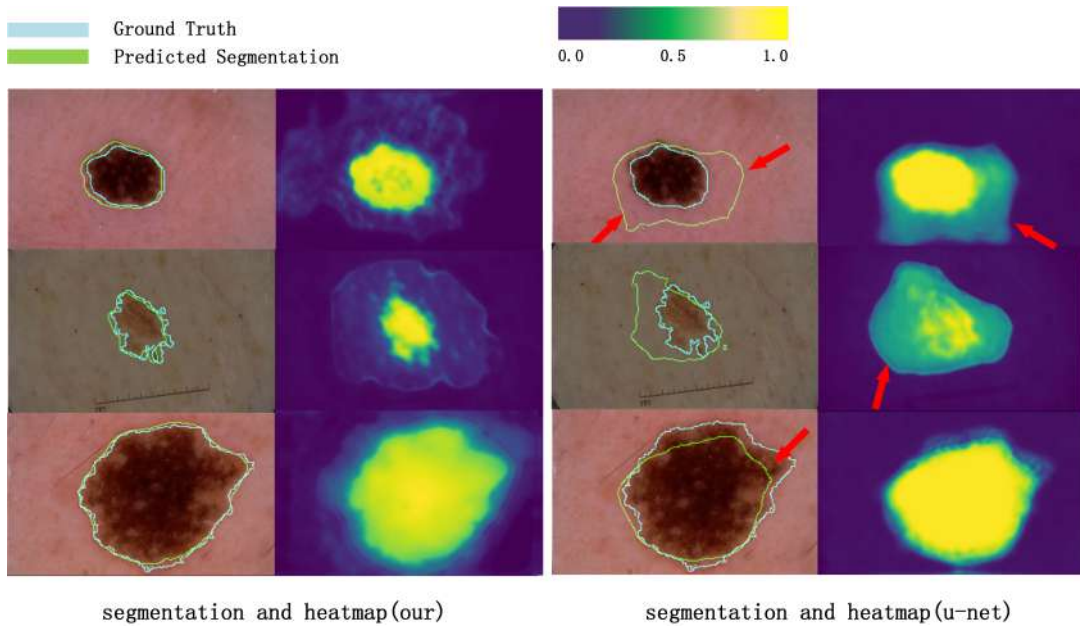 Ground Truth
Predicted Segmentation
0.0 0.5 1.0
segmentation and heatmap(our)
segmentation and heatmap(u-net)